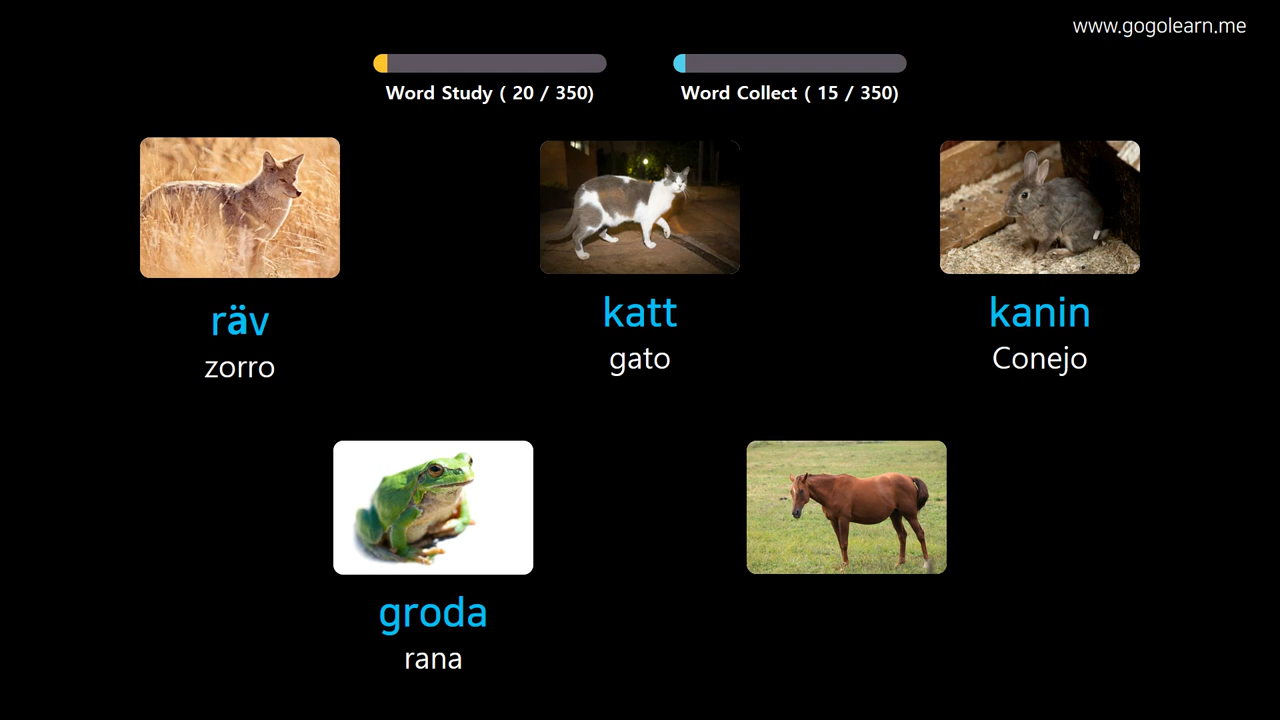 www.gogolearn.me
Word Study ( 20 / 350)
Word Collect ( 15 / 350)
räv
zorro
katt
gato
kanin
Conejo
groda
rana